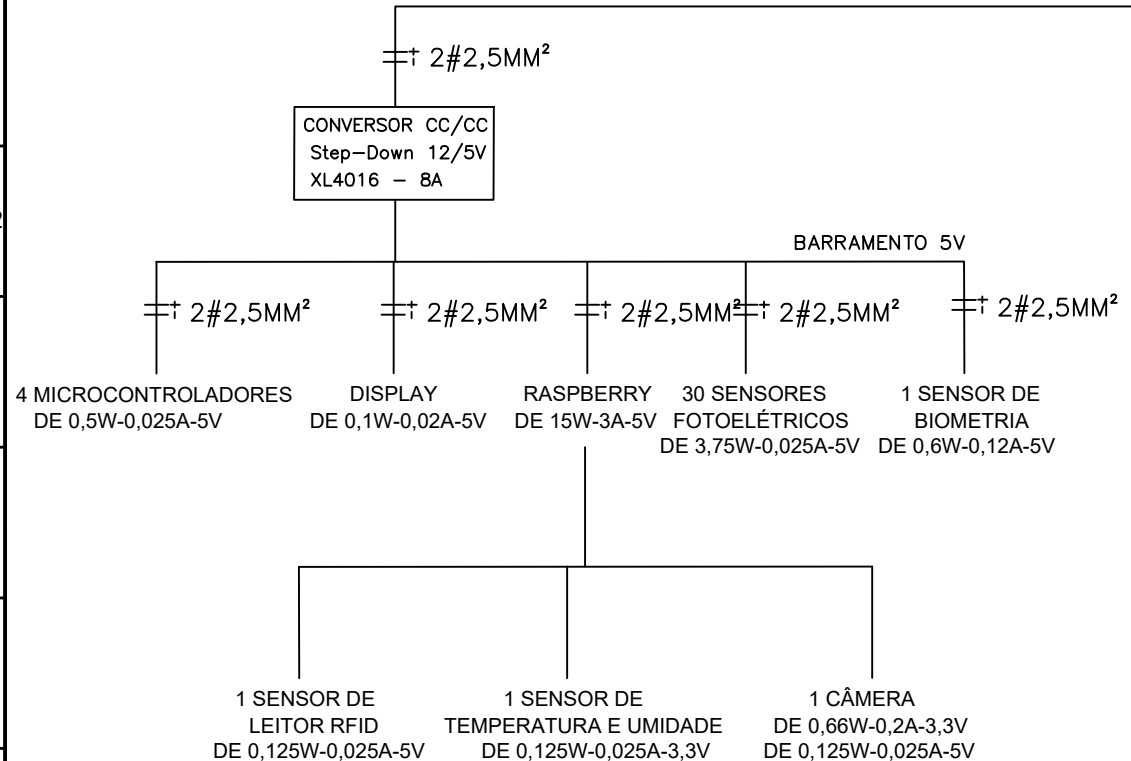 2#2,5MM²
CONVERSOR CC/CC
Step-Down 12/5V
XL4016 - 8A
BARRAMENTO 5V
2#2,5MM²
2#2,5MM²
2#2,5MM²
2#2,5MM²
2#2,5MM²
4 MICROCONTROLADORES
DE 0,5W-0,025A-5V
DISPLAY
DE 0,1W-0,02A-5V
RASPBERRY
DE 15W-3A-5V
30 SENSORES
FOTOELÉTRICOS
DE 3,75W-0,025A-5V
1 SENSOR DE
BIOMETRIA
DE 0,6W-0,12A-5V
1 SENSOR DE
LEITOR RFID
DE 0,125W-0,025A-5V
1 SENSOR DE
TEMPERATURA E UMIDADE
DE 0,125W-0,025A-3,3V
1 CÂMERA
DE 0,66W-0,2A-3,3V
DE 0,125W-0,025A-5V